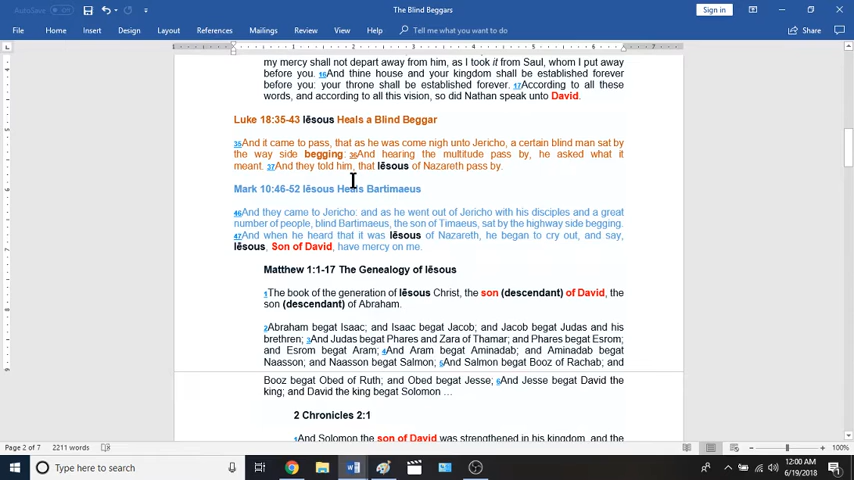 AutoSave
The Blind Beggars
Sign in
File Home Insert Draw Design Layout References Mailings Review View Help Tell me what you want to do Share
my mercy shall not depart away from him, as I took it from Saul, whom I put away
before you. 16And thine house and your kingdom shall be established forever
before you: your throne shall be established forever. 17According to all these
words, and according to all this vision, so did Nathan speak unto David.
Luke 18:35-43 Iēsous Heals a Blind Beggar
35And it came to pass, that as he was come nigh unto Jericho, a certain blind man sat by
the way side begging: 36And hearing the multitude pass by, he asked what it
meant. 37And they told him, that Iēsous of Nazareth pass by.
Mark 10:46-52 Iēsous Heals Bartimaeus
46And they came to Jericho: and as he went out of Jericho with his disciples and a great
number of people, blind Bartimaeus, the son of Timaeus, sat by the highway side begging.
47And when he heard that it was Iēsous of Nazareth, he began to cry out, and say,
Iēsous, Son of David, have mercy on me.
Matthew 1:1-17 The Genealogy of Iēsous
1The book of the generation of Iēsous Christ, the son (descendant) of David, the
son (descendant) of Abraham.
2Abraham begat Isaac; and Isaac begat Jacob; and Jacob begat Judas and his
brethren; 3And Judas begat Phares and Zara of Thamar; and Phares begat Esrom;
and Esrom begat Aram; 4And Aram begat Aminadab; and Aminadab begat
Naasson; and Naasson begat Salmon; 5And Salmon begat Booz of Rachab; and
Booz begat Obed of Ruth; and Obed begat Jesse; 6And Jesse begat David the
king; and David the king begat Solomon …
2 Chronicles 2:1
1And Solomon the son of David was strengthened in his kingdom, and the
Page 2 of 7 2211 words 100%
Type here to search
12:00 AM
6/19/2018